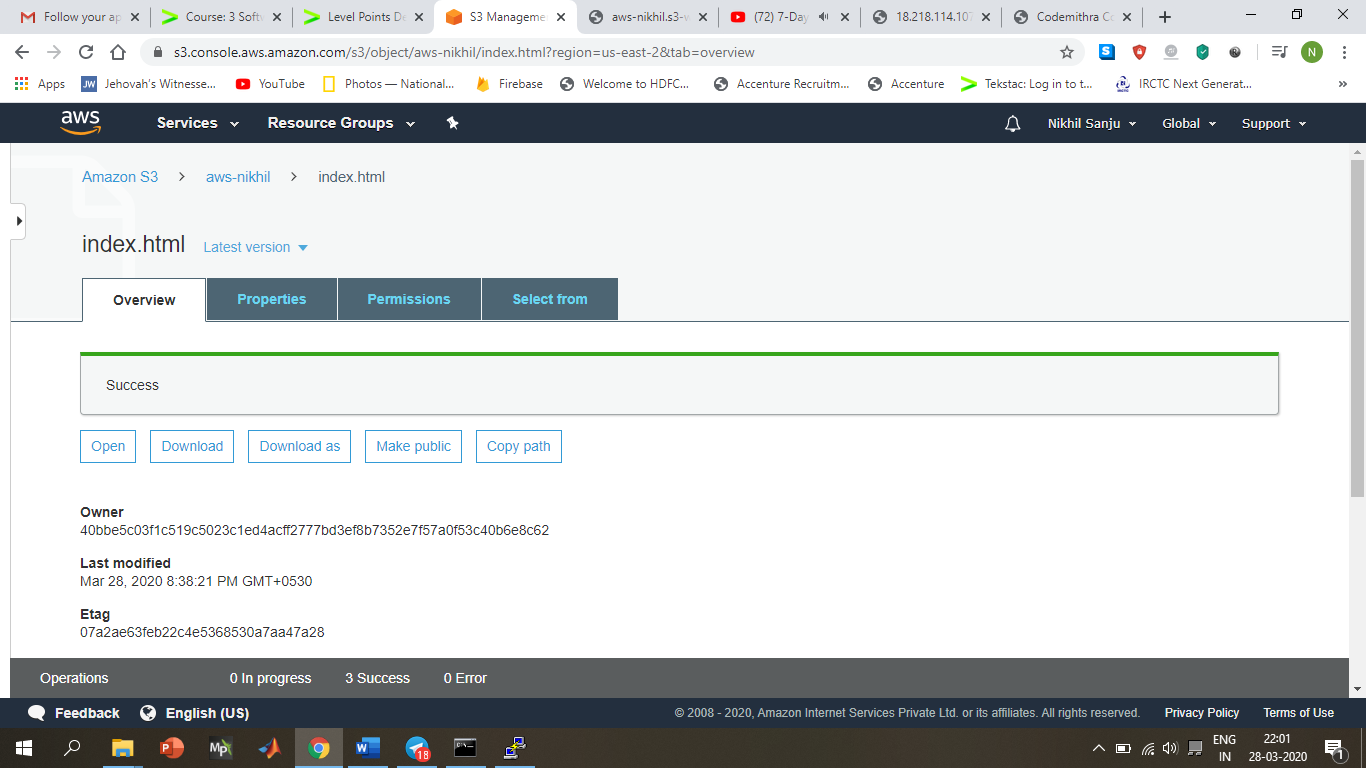 Follow your ap
Course: 3 Soft
Level Points De
S3 Manageme
aws-nikhil.s3-w
(72) 7-Day
18.218.114.107
Codemithra Co
s3.console.aws.amazon.com/s3/object/aws-nikhil/index.html?region=us-east-2&tab=overview
N
Apps
JW Jehovah's Witnesse...
YouTube
Photos — National...
Firebase
Welcome to HDFC...
Accenture Recruitm...
Accenture
Tekstac: Log in to t...
IRCTC Next Generat...
aws Services Resource Groups Nikhil Sanju Global Support
Amazon S3 > aws-nikhil > index.html
index.html Latest version
Overview Properties Permissions Select from
Success
Open Download Download as Make public Copy path
Owner
40bbe5c03f1c519c5023c1ed4acff2777bd3ef8b7352e7f57a0f53c40b6e8c62
Last modified
Mar 28, 2020 8:38:21 PM GMT+0530
Etag
07a2ae63feb22c4e5368530a7aa47a28
Operations 0 In progress 3 Success 0 Error
Feedback English (US) © 2008 - 2020, Amazon Internet Services Private Ltd. or its affiliates. All rights reserved. Privacy Policy Terms of Use
18
ENG
IN
22:01
28-03-2020
1